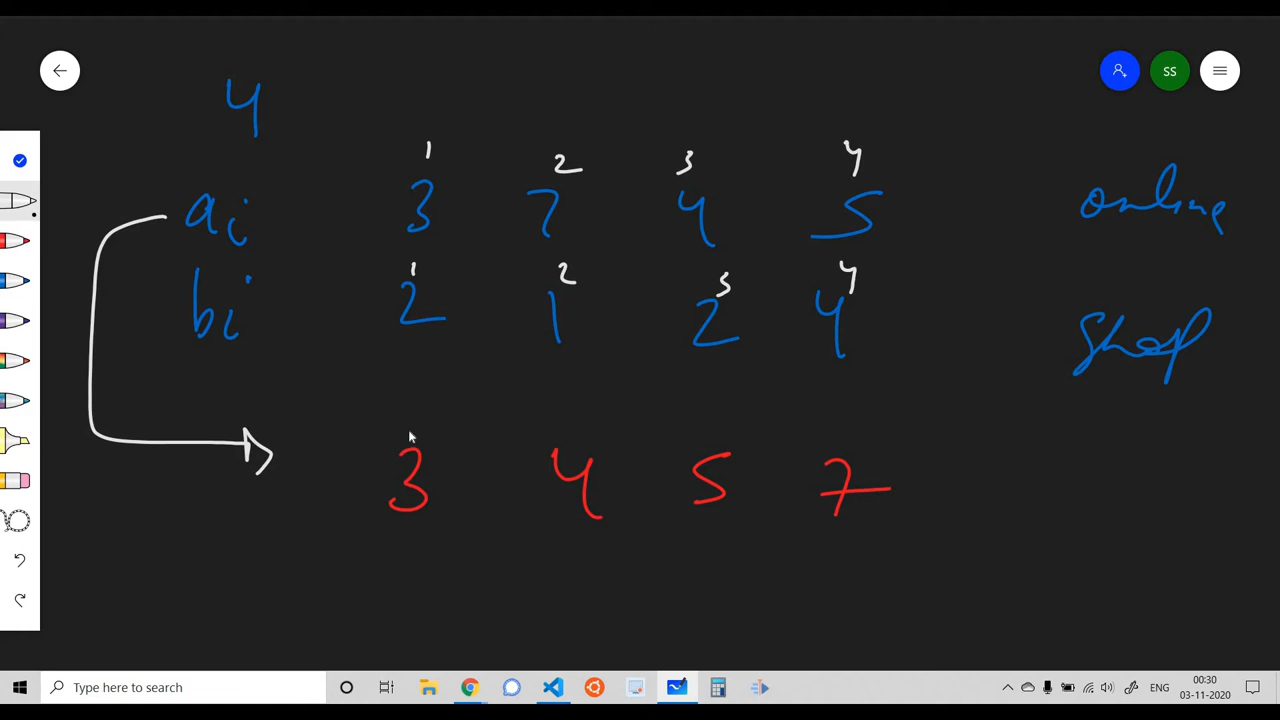 SS
4
1 2 3 4
ai 3 7 4 5 online
1 2 3 4
bi 2 1 2 4 shop
3 4 5 7
Type here to search
ENG
00:30
03-11-2020